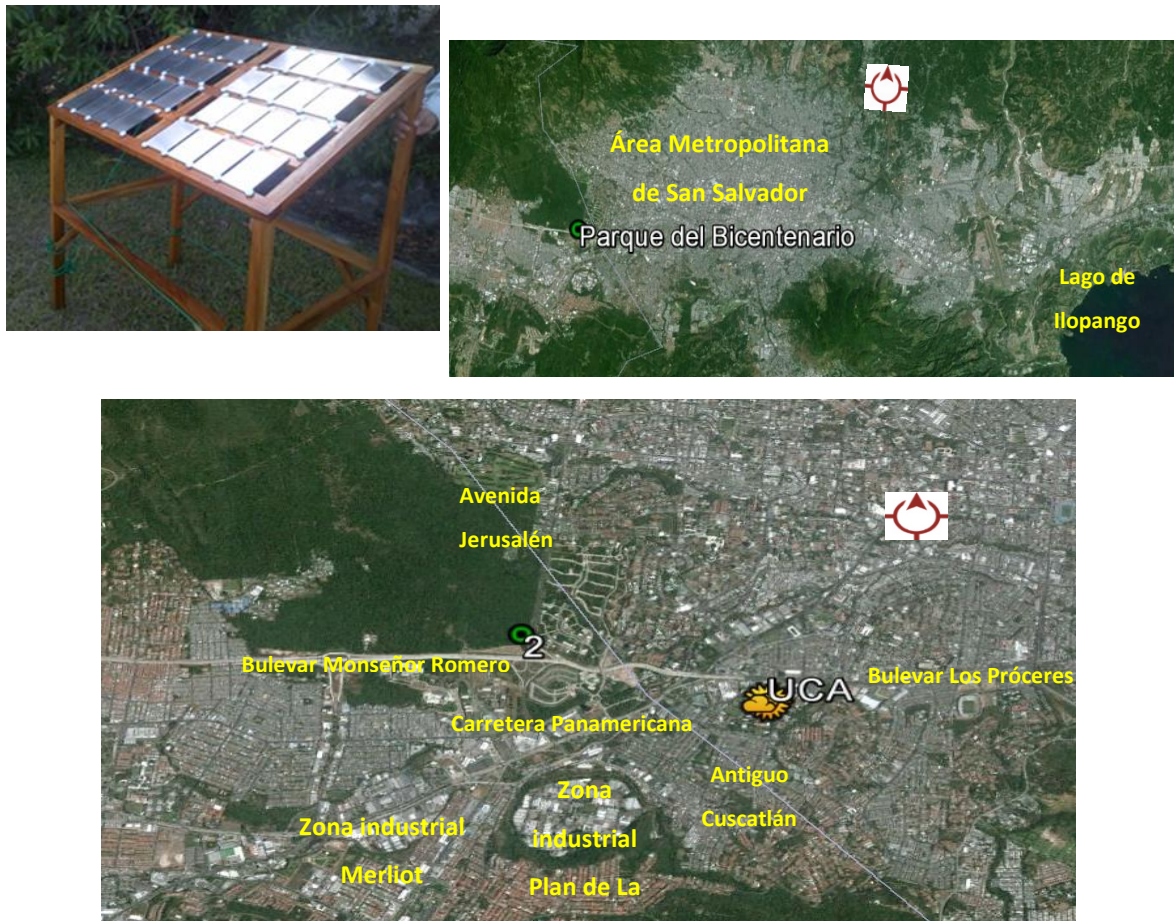 Área Metropolitana
de San Salvador
Parque del Bicentenario
Lago de
Ilopango
Avenida
Jerusalén
2
Bulevar Monseñor Romero
UCA
Bulevar Los Próceres
Carretera Panamericana
Antiguo
Cuscatlán
Zona
industrial
Plan de La
Zona industrial
Merliot